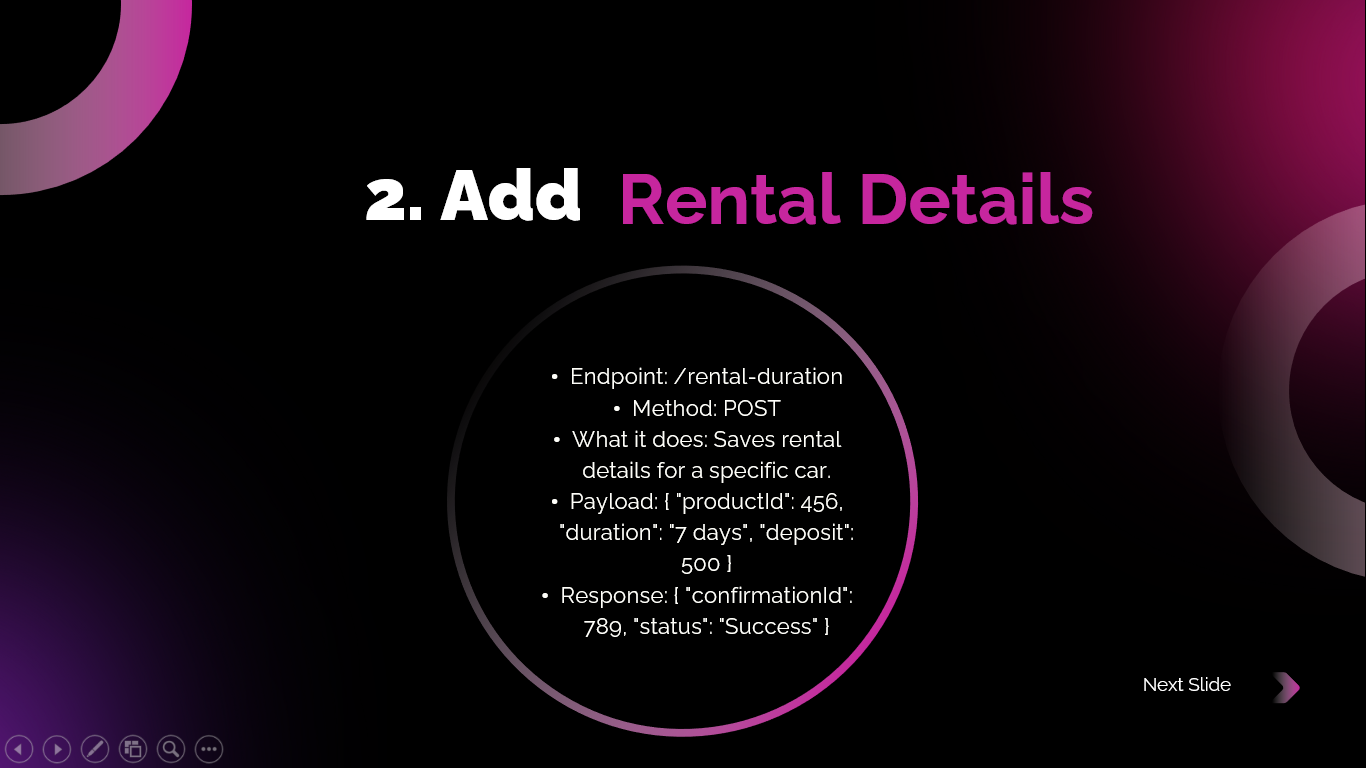 2. Add Rental Details
• Endpoint: /rental-duration
• Method: POST
• What it does: Saves rental
details for a specific car.
• Payload: { "productId": 456,
"duration": "7 days", "deposit":
500 }
• Response: { "confirmationId":
789, "status": "Success" }
Next Slide